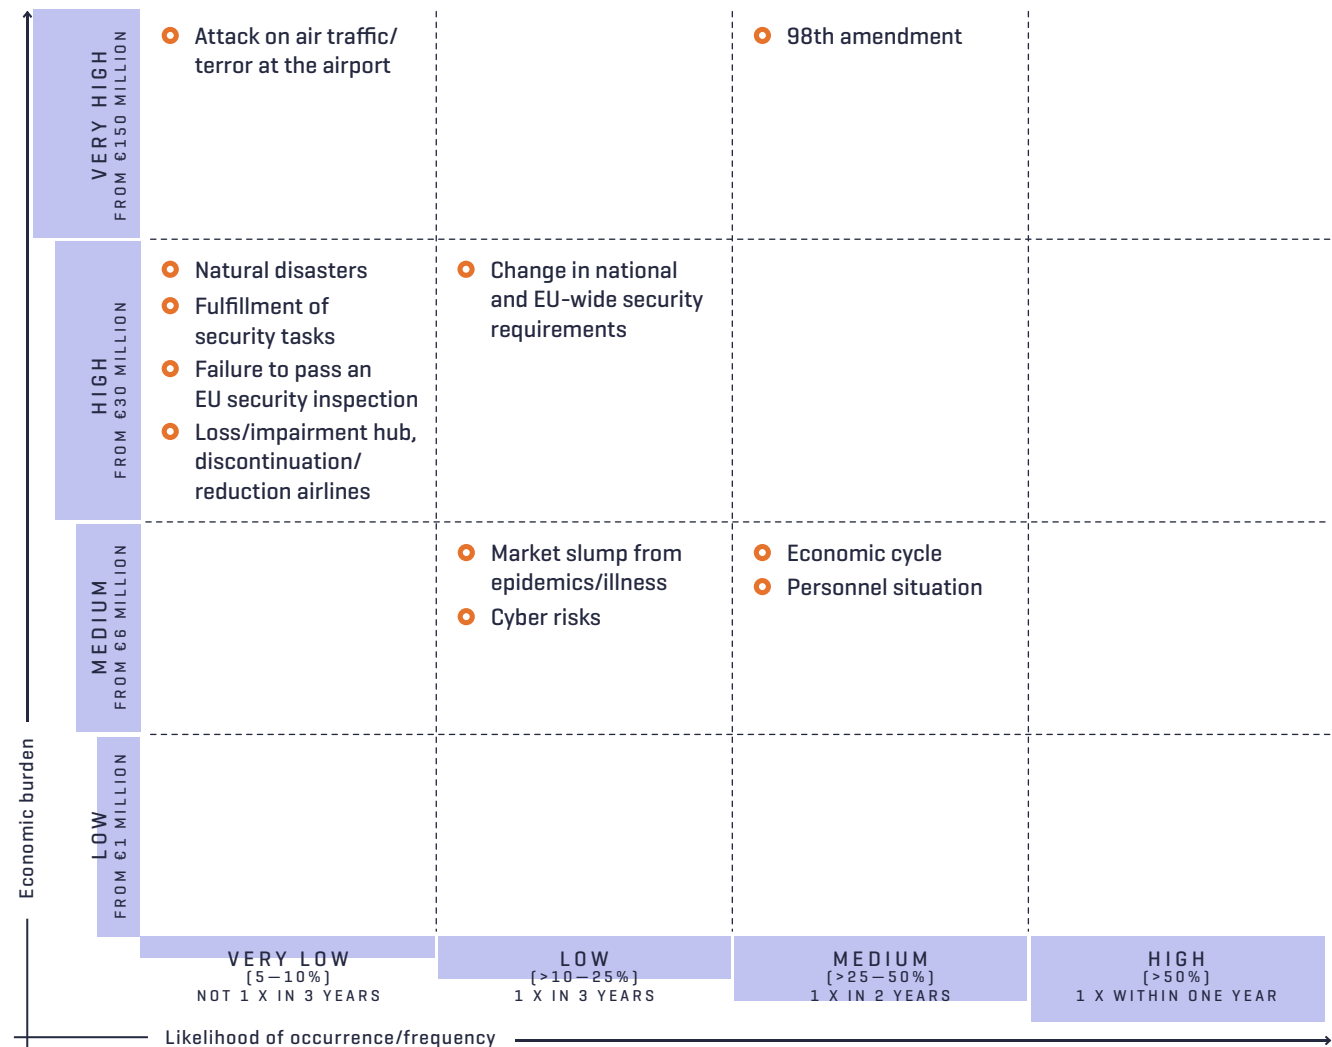 VERY HIGH
FROM €150 MILLION
Attack on air traffic/
terror at the airport
98th amendment
HIGH
FROM €30 MILLION
Natural disasters
Fulfillment of
security tasks
Failure to pass an
EU security inspection
Loss/impairment hub,
discontinuation/
reduction airlines
Change in national
and EU-wide security
requirements
MEDIUM
FROM €6 MILLION
Market slump from
epidemics/illness
Cyber risks
Economic cycle
Personnel situation
LOW
FROM €1 MILLION
Economic burden
VERY LOW
(5—10%)
NOT 1 X IN 3 YEARS
LOW
(>10—25%)
1 X IN 3 YEARS
MEDIUM
(>25—50%)
1 X IN 2 YEARS
HIGH
(>50%)
1 X WITHIN ONE YEAR
Likelihood of occurrence/frequency